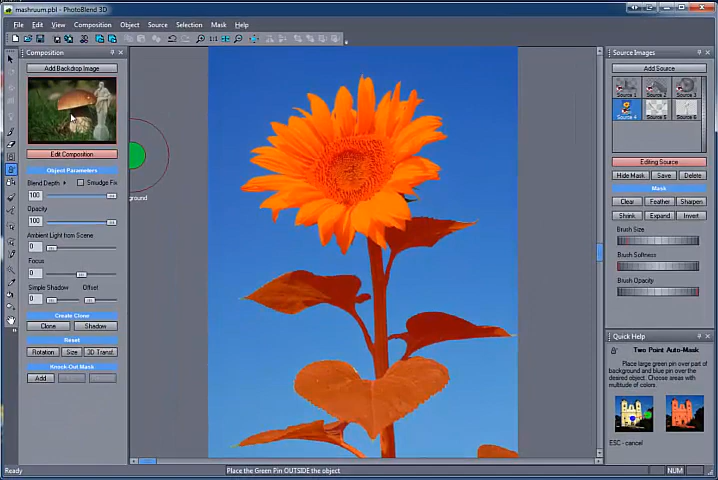 mashruum.pbl - PhotoBlend 3D
File Edit View Composition Object Source Selection Mask Help
1:1
Composition
Add Backdrop Image
Edit Composition
Object Parameters
Blend Depth
Smudge Fix
100
Opacity
100
Ambient Light from Scene
0
Focus
0
Simple Shadow Offset
0
Create Clone
Clone Shadow
Reset
Rotation Size 3D Transf
Knock-Out Mask
Add
ground
Source Images
Add Source
Source 1 Source 2 Source 3
Source 4 Source 5 Source 6
Editing Source
Hide Mask Save Delete
Mask
Clear Feather Sharpen
Shrink Expand Invert
Brush Size
Brush Softness
Brush Opacity
Quick Help
Two Point Auto-Mask
Place large green pin over part of
background and blue pin over the
desired object. Choose areas with
multitude of colors.
ESC - cancel
Ready
Place the Green Pin OUTSIDE the object
NUM